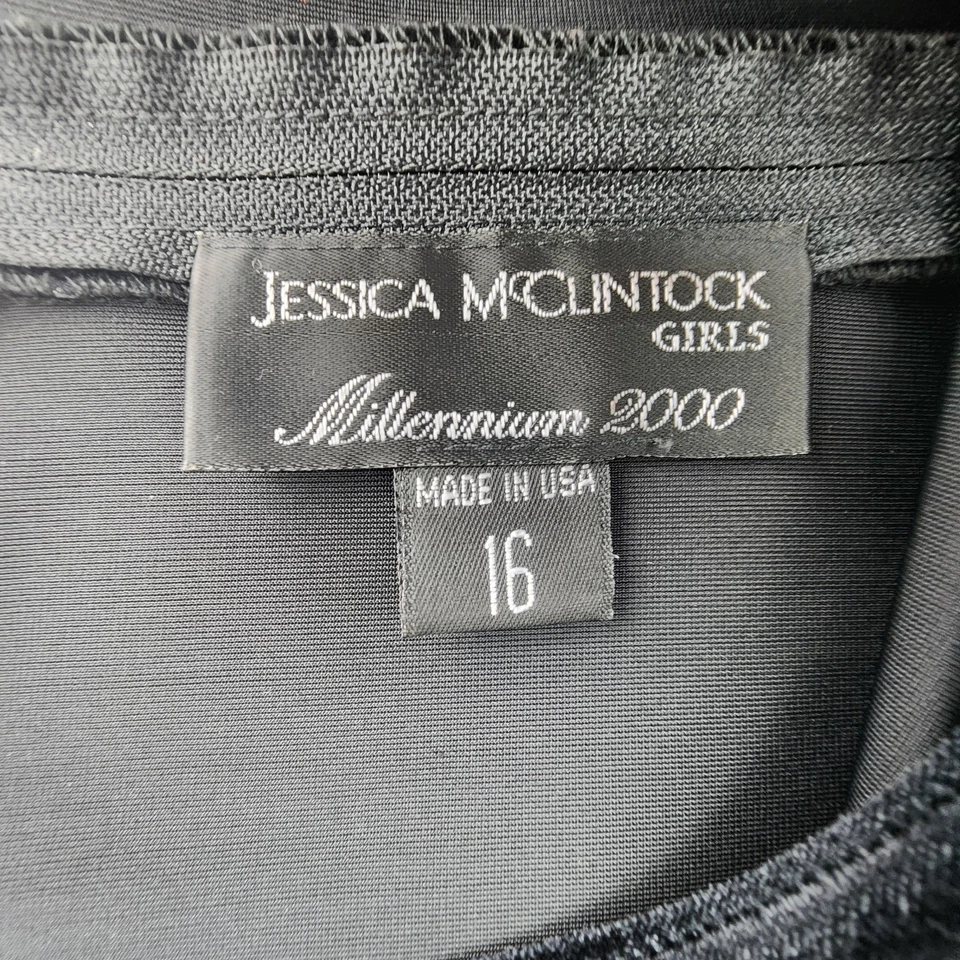 JESSICA McCLINTOCK
GIRLS
Millennium 2000
MADE IN USA
16